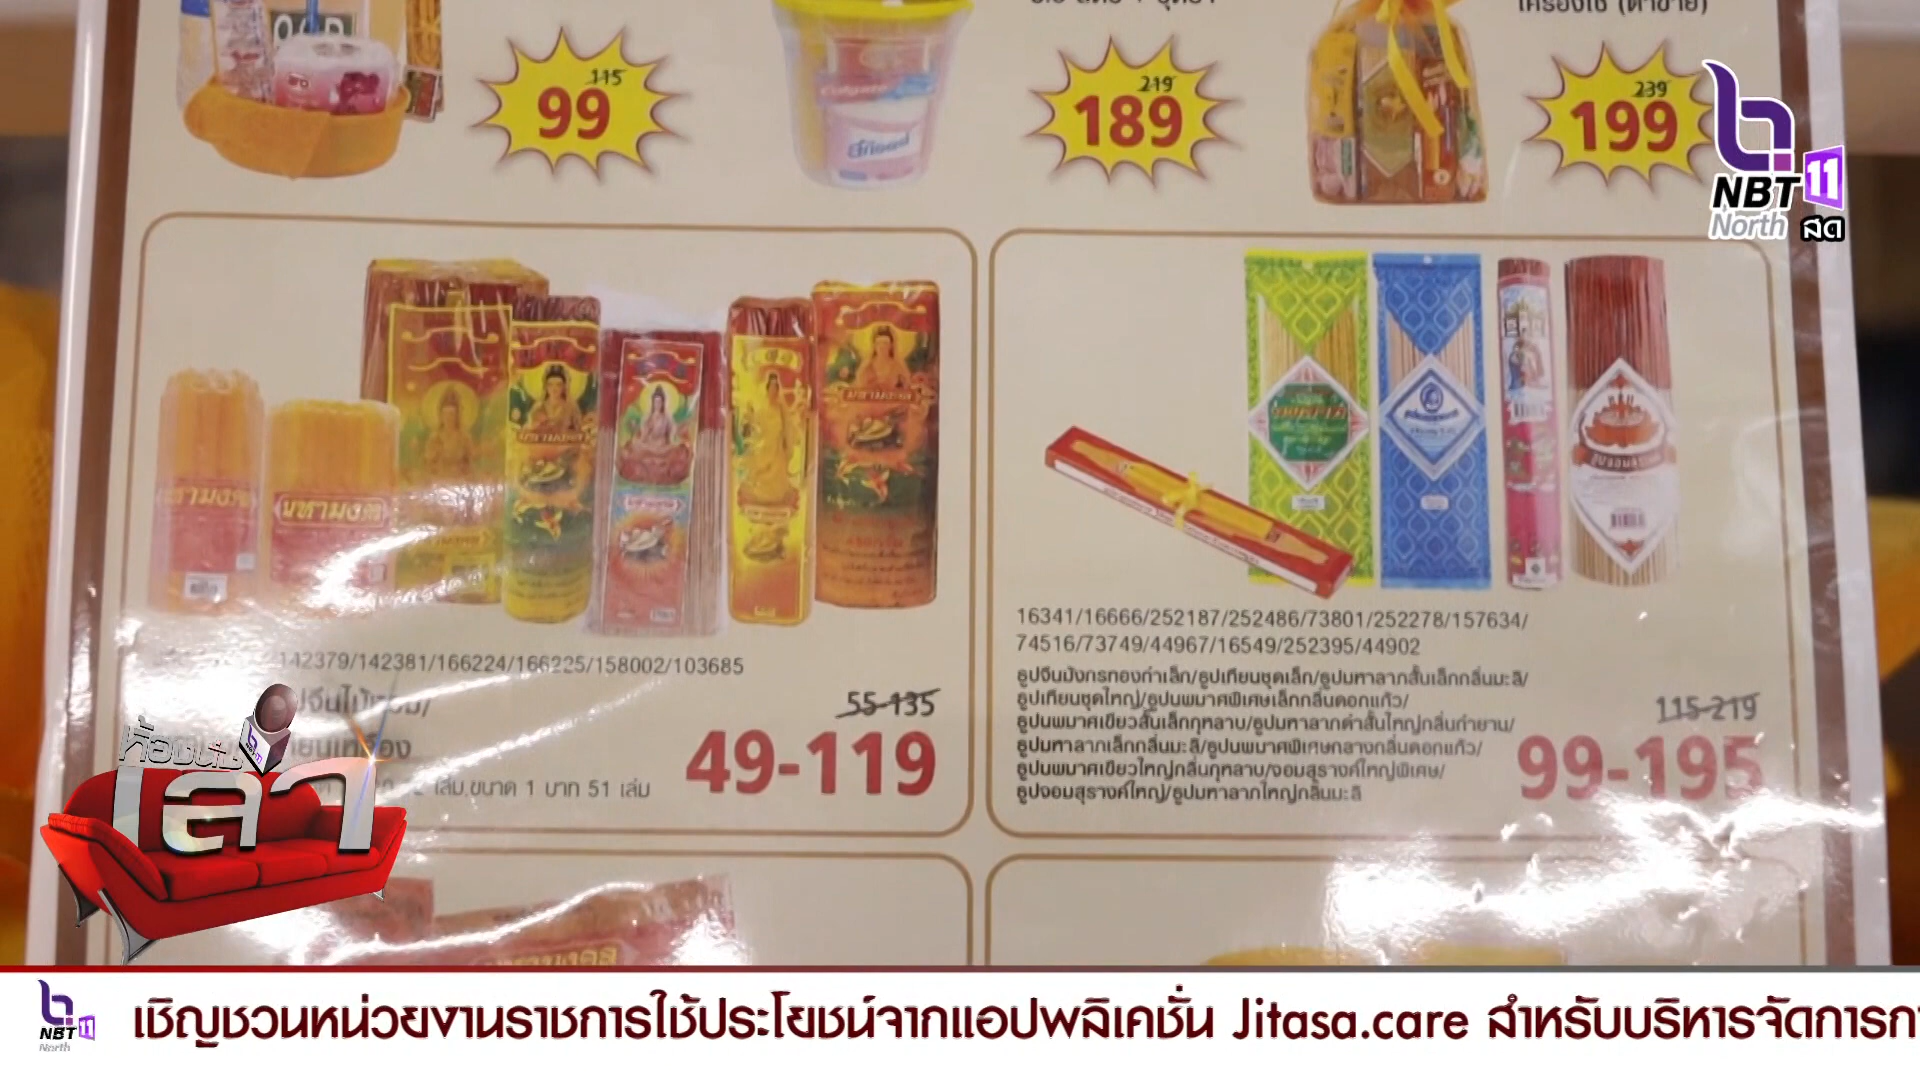 115
99
219
189
239
199
NBT 11
North สด
มหามงคล
142379/142381/166224/166225/158002/103685
55-135
49-119
เล่ม,ขนาด 1 บาท 51 เล่ม
16341/16666/252187/252486/73801/252278/157634/
74516/73749/44967/16549/252395/44902
ธูปจีนมังกรทองก่ำเล็ก/ธูปเทียนชุดเล็ก/ธูปมหาลาภสั้นเล็กกลิ่นมะลิ/
ธูปเทียนชุดใหญ่/ธูปนพมาศพิเศษเล็กกลิ่นดอกแก้ว/
ธูปนพมาศเขียวสั้นเล็กกุหลาบ/ธูปมหาลาภดำสั้นใหญ่กลิ่นกำยาน/
ธูปมหาลาภเล็กกลิ่นมะลิ/ธูปนพมาศพิเศษกลางกลิ่นดอกแก้ว/
ธูปนพมาศเขียวใหญ่กลิ่นกุหลาบ/จอมสุรางค์ใหญ่พิเศษ/
ธูปจอมสุรางค์ใหญ่/ธูปมหาลาภใหญ่กลิ่นมะลิ
115-219
99-195
เล่า
NBT 11
North
เชิญชวนหน่วยงานราชการใช้ประโยชน์จากแอปพลิเคชั่น Jitasa.care สำหรับบริหารจัดการ